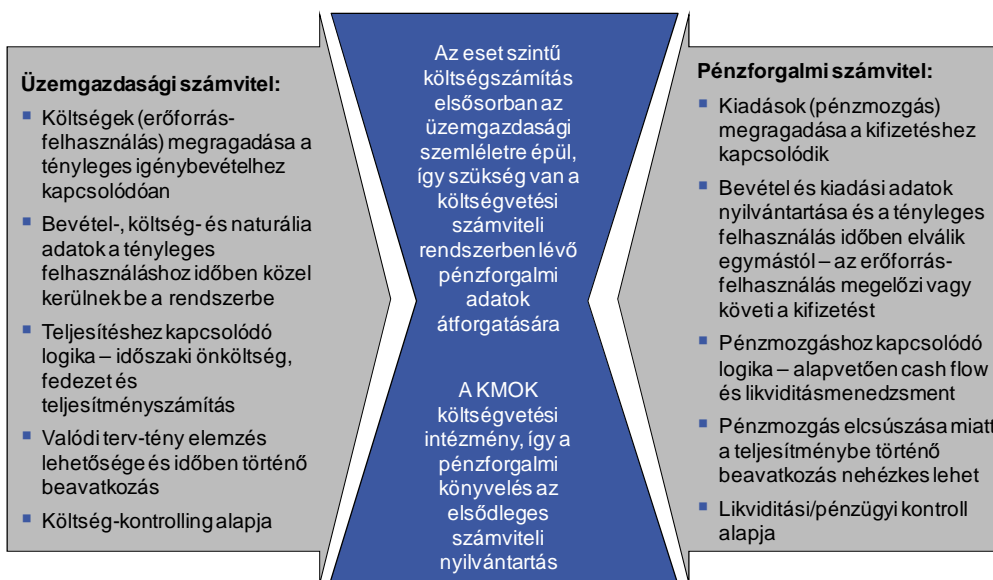 Üzemgazdasági számvitel:
Költségek (erőforrás-
felhasználás) megragadása a
tényleges igénybevételhez
kapcsolódóan
Bevétel-, költség- és naturália
adatok a tényleges
felhasználáshoz időben közel
kerülnek be a rendszerbe
Teljesítéshez kapcsolódó
logika – időszaki önköltség,
fedezet és
teljesítményszámítás
Valódi terv-tény elemzés
lehetősége és időben történő
beavatkozás
Költség-kontrolling alapja
Az eset szintű
költségszámítás
elsősorban az
üzemgazdasági
szemléletre épül,
így szükség van a
költségvetési
számviteli
rendszerben lévő
pénzforgalmi
adatok
átforgatására
A KMOK
költségvetési
intézmény, így a
pénzforgalmi
könyvelés az
elsődleges
számviteli
nyilvántartás
Pénzforgalmi számvitel:
Kiadások (pénzmozgás)
megragadása a kifizetéshez
kapcsolódik
Bevétel és kiadási adatok
nyilvántartása és a tényleges
felhasználás időben elválik
egymástól – az erőforrás-
felhasználás megelőzi vagy
követi a kifizetést
Pénzmozgáshoz kapcsolódó
logika – alapvetően cash flow
és likviditásmenedzsment
Pénzmozgás elcsúszása miatt
a teljesítménybe történő
beavatkozás nehézkes lehet
Likviditási/pénzügyi kontroll
alapja